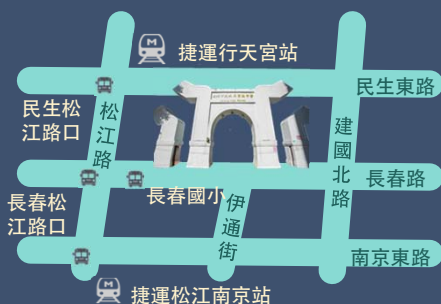 捷運行天宮站
民生東路
民生松
江路口
松江路
建國北路
長春路
長春國小
長春松
江路口
伊通街
南京東路
捷運松江南京站